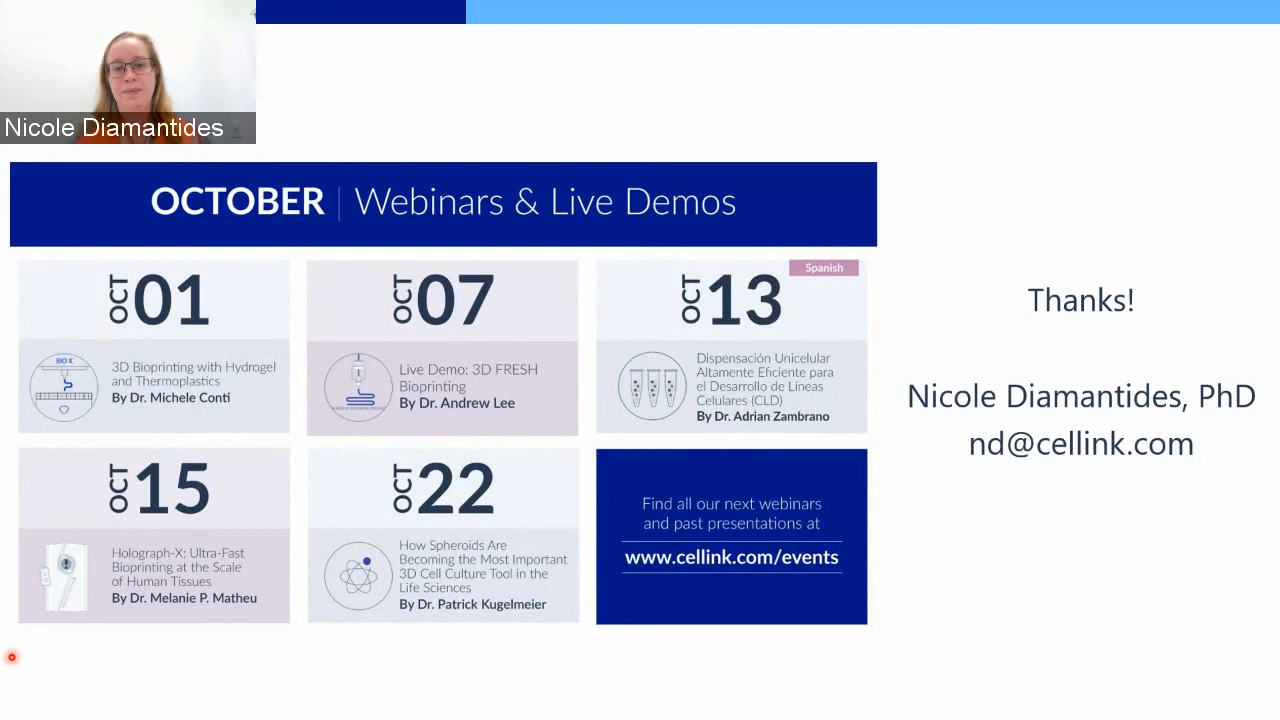 Nicole Diamantides
OCTOBER | Webinars & Live Demos
OCT 01
BIO X
3D Bioprinting with Hydrogel
and Thermoplastics
By Dr. Michele Conti
OCT 07
Live Demo: 3D FRESH
Bioprinting
By Dr. Andrew Lee
Spanish
OCT 13
Dispensación Unicelular
Altamente Eficiente para
el Desarrollo de Líneas
Celulares (CLD)
By Dr. Adrian Zambrano
OCT 15
Holograph-X: Ultra-Fast
Bioprinting at the Scale
of Human Tissues
By Dr. Melanie P. Matheu
OCT 22
How Spheroids Are
Becoming the Most Important
3D Cell Culture Tool in the
Life Sciences
By Dr. Patrick Kugelmeier
Find all our next webinars
and past presentations at
www.cellink.com/events
Thanks!
Nicole Diamantides, PhD
nd@cellink.com